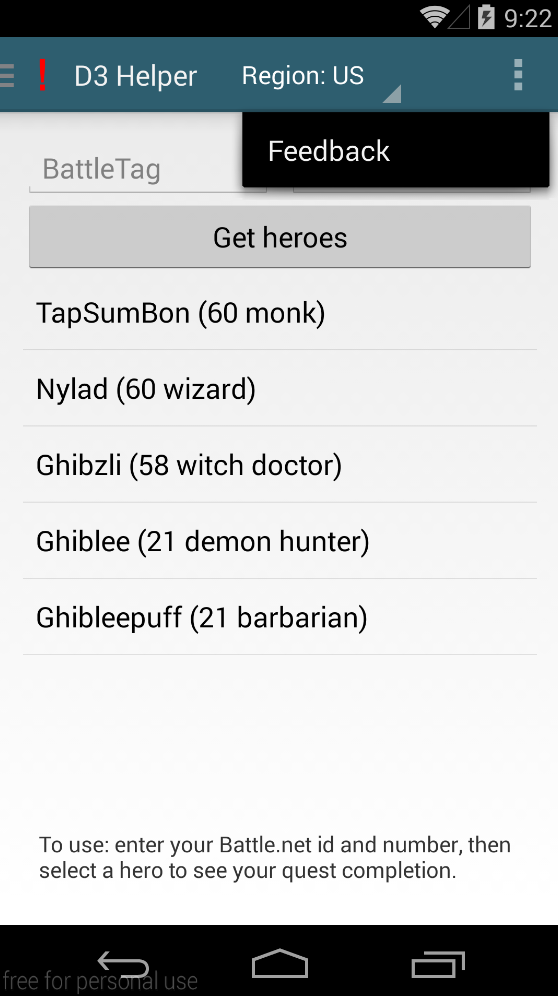 9:22
! D3 Helper Region: US
Feedback
BattleTag
Get heroes
TapSumBon (60 monk)
Nylad (60 wizard)
Ghibzli (58 witch doctor)
Ghiblee (21 demon hunter)
Ghibleepuff (21 barbarian)
To use: enter your Battle.net id and number, then
select a hero to see your quest completion.
free for personal use